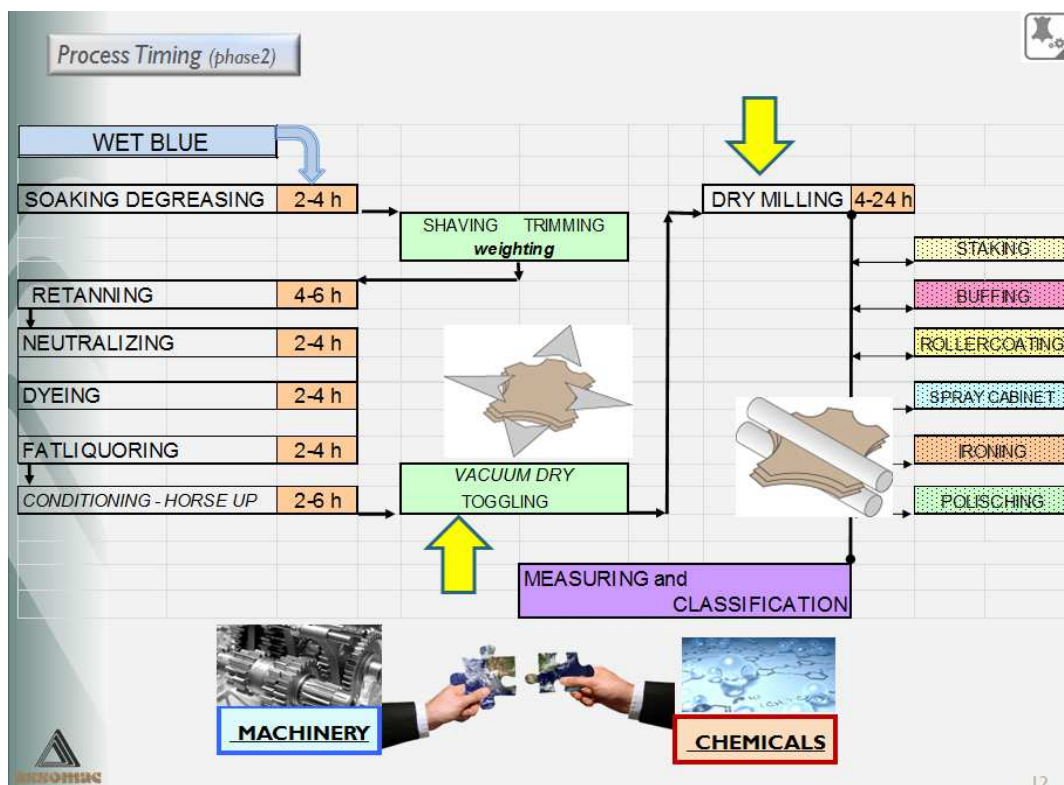 Process Timing (phase2)
WET BLUE
SOAKING DEGREASING 2-4 h
DRY MILLING 4-24 h
SHAVING TRIMMING
weighting
STAKING
RETANNING 4-6 h
BUFFING
NEUTRALIZING 2-4 h
ROLLERCOATING
DYEING 2-4 h
SPRAY CABINET
FATLIQUORING 2-4 h
IRONING
VACUUM DRY
TOGGLING
CONDITIONING - HORSE UP 2-6 h
POLISCHING
MEASURING and
CLASSIFICATION
MACHINERY
CHEMICALS
assomac
12